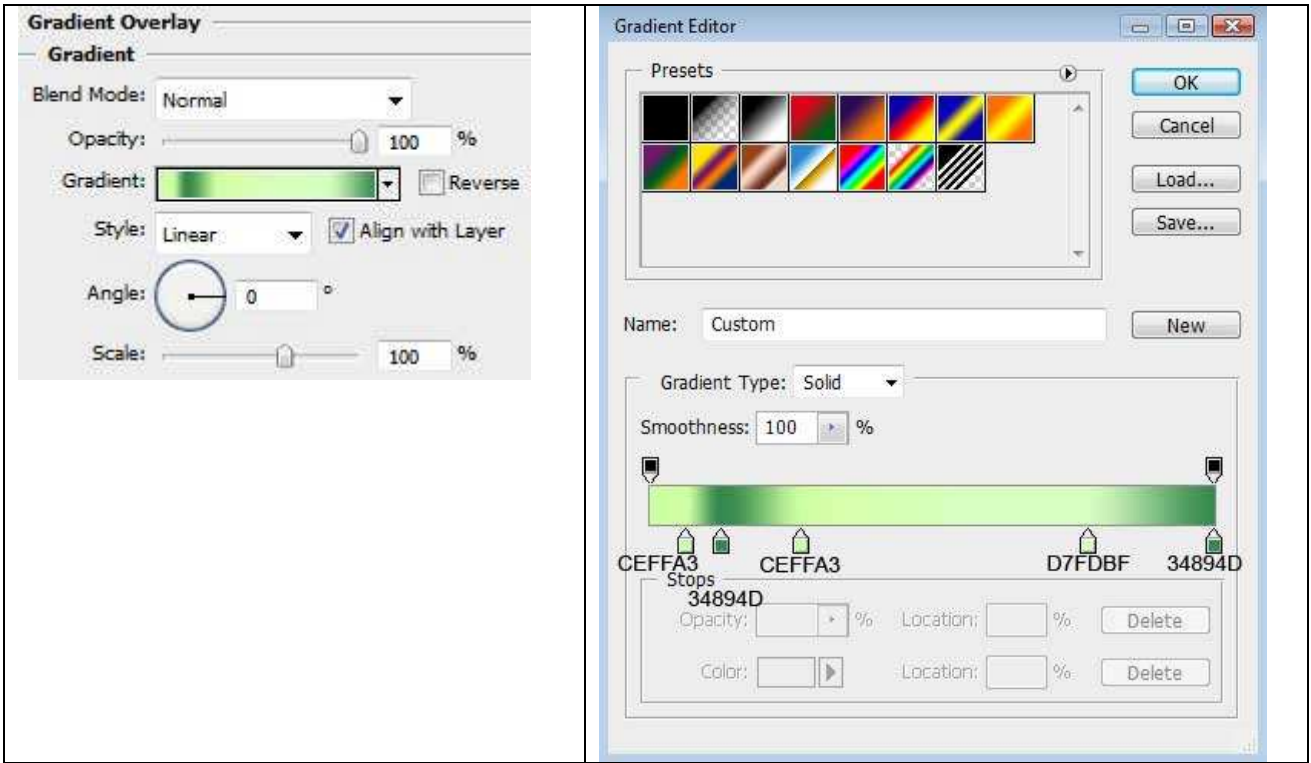 Gradient Overlay
Gradient
Blend Mode: Normal
Opacity: 100 %
Gradient: Reverse
Style: Linear Align with Layer
Angle: 0 °
Scale: 100 %
Gradient Editor
Presets
OK
Cancel
Load...
Save...
Name: Custom New
Gradient Type: Solid
Smoothness: 100 %
CEFFA3 CEFFA3 D7FDBF 34894D
Stops
34894D
Opacity: % Location: % Delete
Color: Location: % Delete